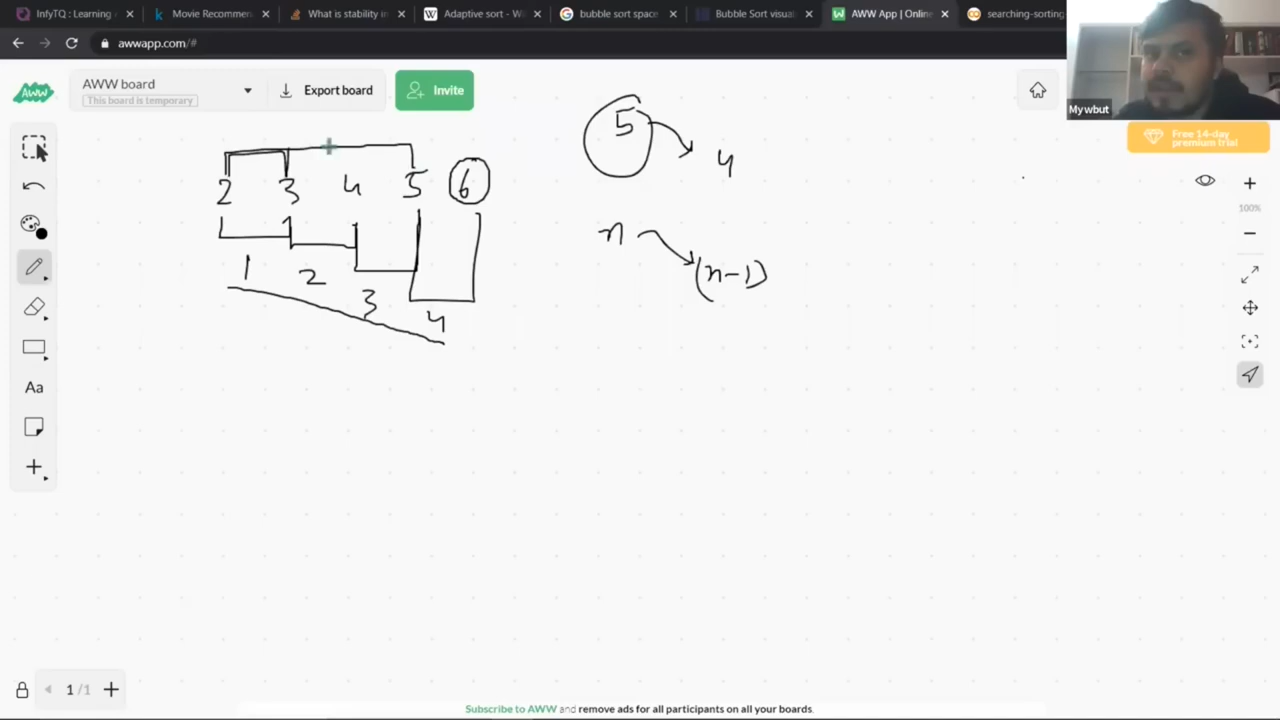 InfyTQ : Learning
Movie Recommen
What is stability in
Adaptive sort - Wi
bubble sort space
Bubble Sort visual
AWW App | Online
searching-sorting
awwapp.com/#
AWW
AWW board
This board is temporary
Export board
Invite
Mywbut
Free 14-day
premium trial
100%
2 3 4 5 6
1 2 3 4
5 4
n (n-1)
Aa
1 /1
Subscribe to AWW and remove ads for all participants on all your boards.